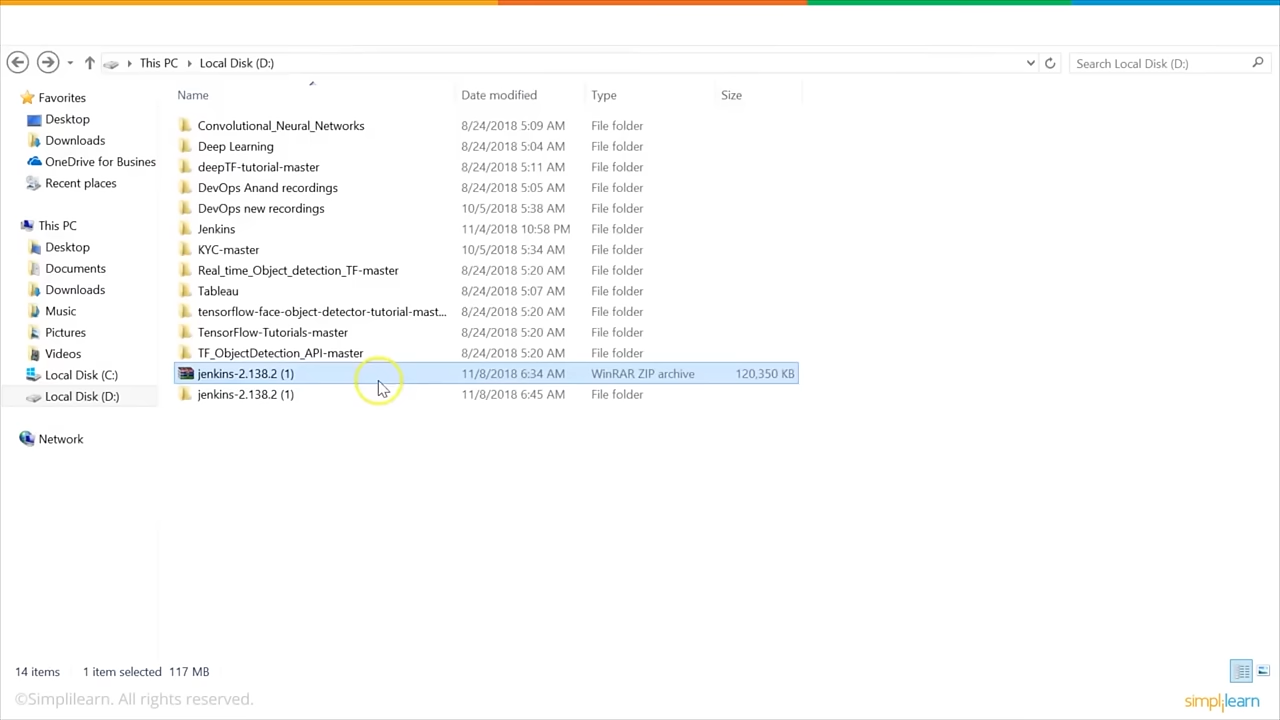 This PC Local Disk (D:) Search Local Disk (D:)
Favorites
Desktop
Downloads
OneDrive for Busines
Recent places
This PC
Desktop
Documents
Downloads
Music
Pictures
Videos
Local Disk (C:)
Local Disk (D:)
Network
Name Date modified Type Size
Convolutional_Neural_Networks 8/24/2018 5:09 AM File folder
Deep Learning 8/24/2018 5:04 AM File folder
deepTF-tutorial-master 8/24/2018 5:11 AM File folder
DevOps Anand recordings 8/24/2018 5:05 AM File folder
DevOps new recordings 10/5/2018 5:38 AM File folder
Jenkins 11/4/2018 10:58 PM File folder
KYC-master 10/5/2018 5:34 AM File folder
Real_time_Object_detection_TF-master 8/24/2018 5:20 AM File folder
Tableau 8/24/2018 5:07 AM File folder
tensorflow-face-object-detector-tutorial-mast... 8/24/2018 5:20 AM File folder
TensorFlow-Tutorials-master 8/24/2018 5:20 AM File folder
TF_ObjectDetection_API-master 8/24/2018 5:20 AM File folder
jenkins-2.138.2 (1) 11/8/2018 6:34 AM WinRAR ZIP archive 120,350 KB
jenkins-2.138.2 (1) 11/8/2018 6:45 AM File folder
14 items 1 item selected 117 MB
©Simplilearn. All rights reserved.
simplilearn